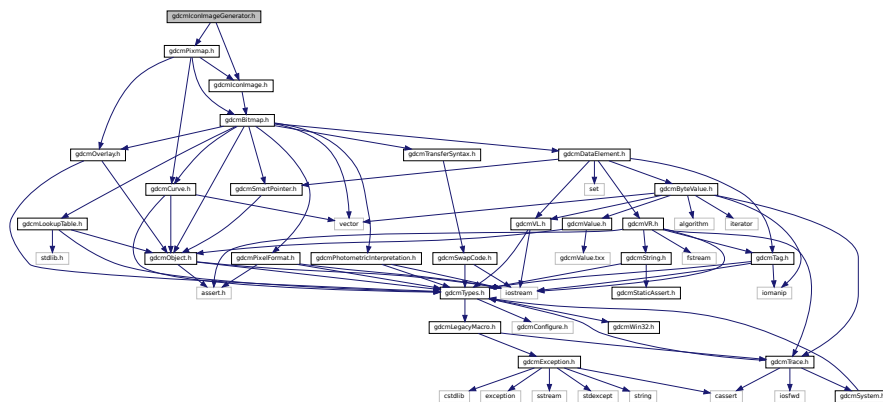 gdcmIconImageGenerator.h
gdcmPixmap.h
gdcmIconImage.h
gdcmBitmap.h
gdcmOverlay.h
gdcmTransferSyntax.h
gdcmDataElement.h
gdcmCurve.h
gdcmSmartPointer.h
set
gdcmByteValue.h
gdcmLookupTable.h
vector
gdcmVL.h
gdcmValue.h
gdcmVR.h
algorithm
iterator
stdlib.h
gdcmObject.h
gdcmPixelFormat.h
gdcmPhotometricInterpretation.h
gdcmSwapCode.h
gdcmValue.txx
gdcmString.h
fstream
gdcmTag.h
assert.h
gdcmTypes.h
iostream
gdcmStaticAssert.h
iomanip
gdcmLegacyMacro.h
gdcmConfigure.h
gdcmWin32.h
gdcmException.h
gdcmTrace.h
cstdlib
exception
sstream
stdexcept
string
cassert
iosfwd
gdcmSystem.h